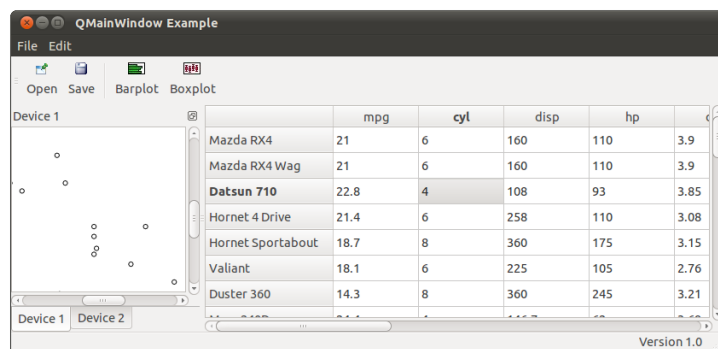 QMainWindow Example
File Edit
Open Save Barplot Boxplot
Device 1
mpg cyl disp hp
Mazda RX4 21 6 160 110 3.9
Mazda RX4 Wag 21 6 160 110 3.9
Datsun 710 22.8 4 108 93 3.85
Hornet 4 Drive 21.4 6 258 110 3.08
Hornet Sportabout 18.7 8 360 175 3.15
Valiant 18.1 6 225 105 2.76
Duster 360 14.3 8 360 245 3.21
Device 1 Device 2
Version 1.0